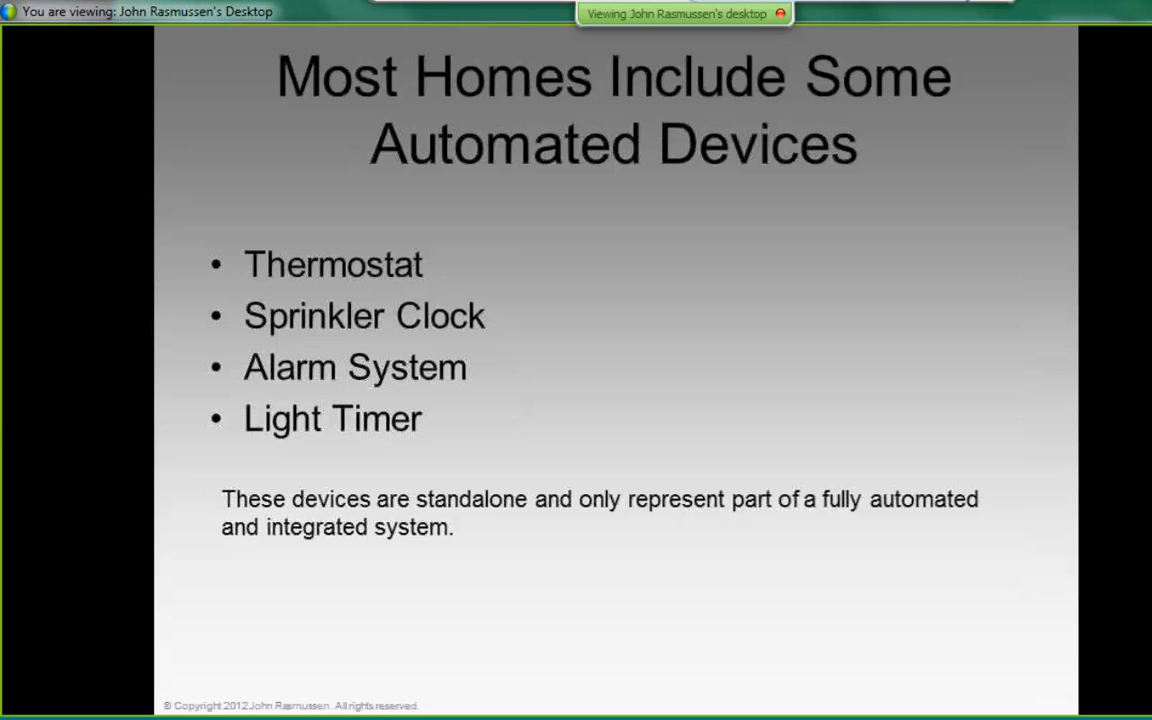 You are viewing: John Rasmussen's Desktop
Viewing John Rasmussen's desktop
Most Homes Include Some
Automated Devices
• Thermostat
• Sprinkler Clock
• Alarm System
• Light Timer
These devices are standalone and only represent part of a fully automated
and integrated system.
© Copyright 2012 John Rasmussen. All rights reserved.